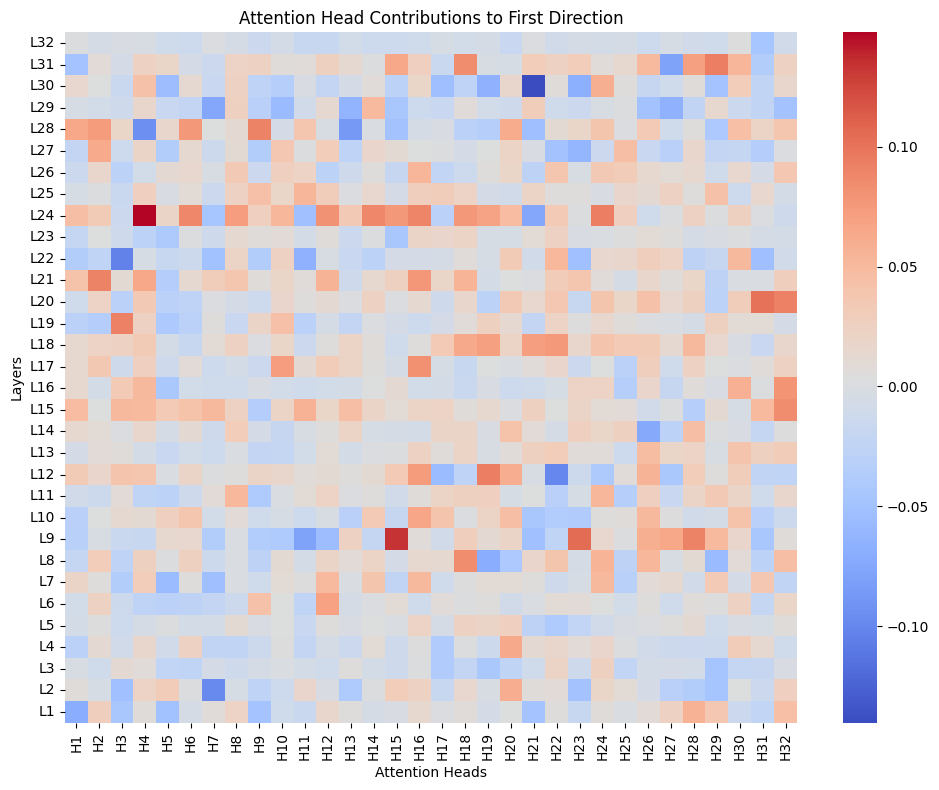 Attention Head Contributions to First Direction
Layers
L32
L31
L30
L29
L28
L27
L26
L25
L24
L23
L22
L21
L20
L19
L18
L17
L16
L15
L14
L13
L12
L11
L10
L9
L8
L7
L6
L5
L4
L3
L2
L1
H1 H2 H3 H4 H5 H6 H7 H8 H9 H10 H11 H12 H13 H14 H15 H16 H17 H18 H19 H20 H21 H22 H23 H24 H25 H26 H27 H28 H29 H30 H31 H32
Attention Heads
0.10
0.05
0.00
−0.05
−0.10